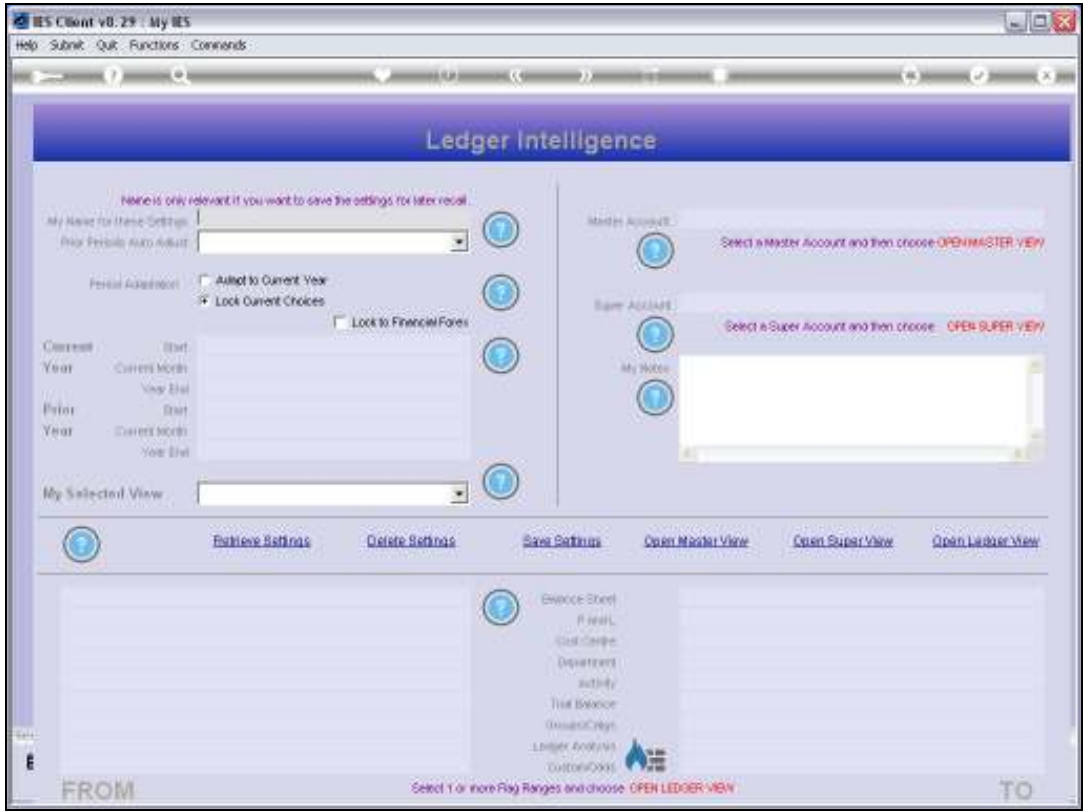 IES Client v8.29 : My IES
Help Submit Quit Functions Commands
Ledger Intelligence
Name is only relevant if you want to save the settings for later recall.
My Name for these Settings
Prior Periods Auto Adjust
Period Adaptation
Adapt to Current Year
Lock Current Choices
Lock to Financial Forex
Current Year
Start
Current Month
Year End
Prior Year
Start
Current Month
Year End
My Selected View
Master Account
Select a Master Account and then choose OPEN MASTER VIEW
Super Account
Select a Super Account and then choose OPEN SUPER VIEW
My Notes
Retrieve Settings Delete Settings Save Settings Open Master View Open Super View Open Ledger View
Balance Sheet
P and L
Cost Centre
Department
Activity
Trial Balance
Ledger Analysis
FROM
Select 1 or more Flag Ranges and choose OPEN LEDGER VIEW
TO